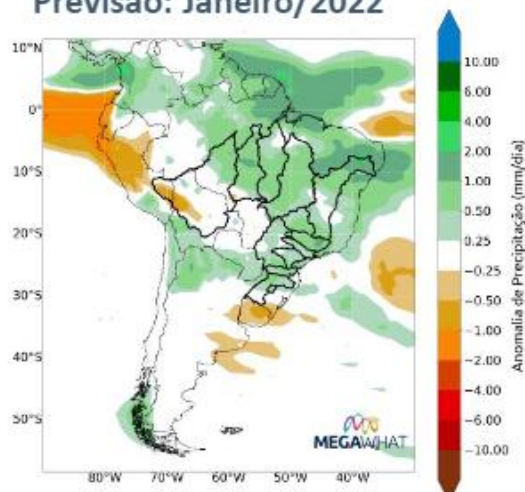 Previsão: Janeiro/2022
10°N
0°
10°S
20°S
30°S
40°S
50°S
80°W
70°W
60°W
50°W
40°W
MEGAWHAT
10.00
6.00
4.00
2.00
1.00
0.50
0.25
−0.25
−0.50
−1.00
−2.00
−4.00
−6.00
−10.00
Anomalia de Precipitação (mm/dia)